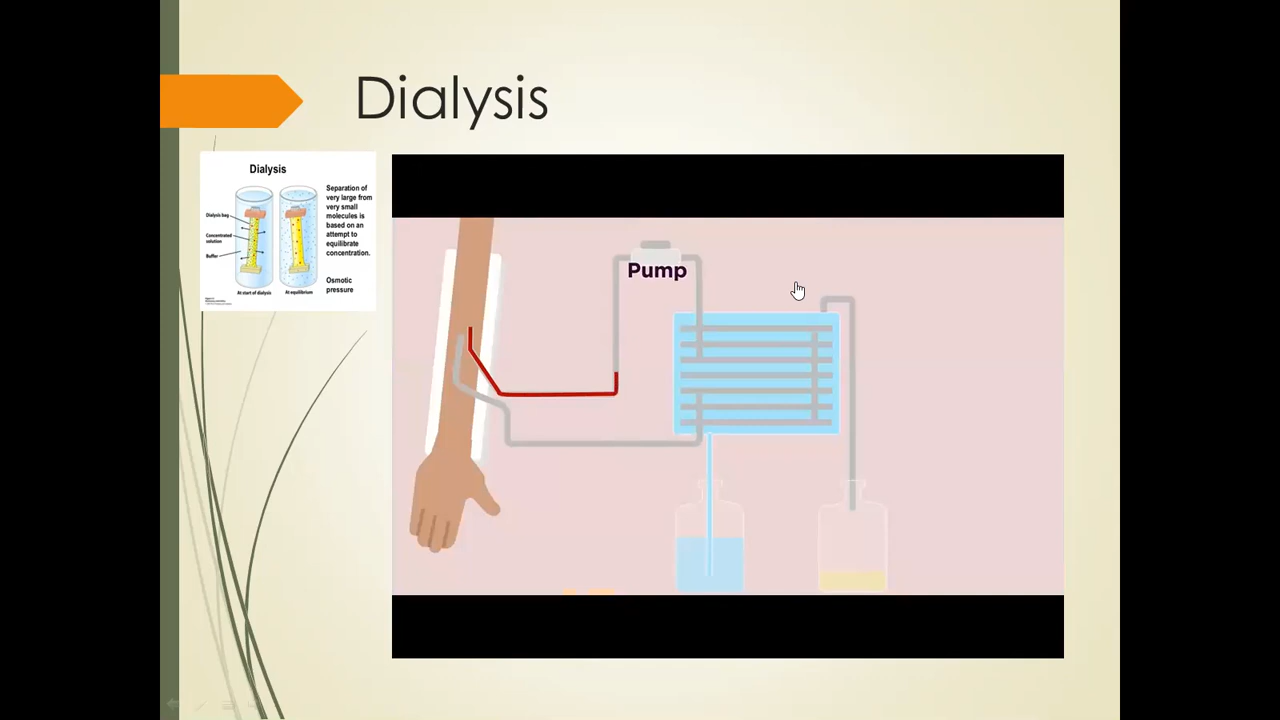 Dialysis
Dialysis
Separation of
very large from
very small
molecules is
based on an
attempt to
equilibrate
concentration.
Osmotic
pressure
Dialysis bag
Concentrated
solution
Buffer
At start of dialysis
At equilibrium
Pump